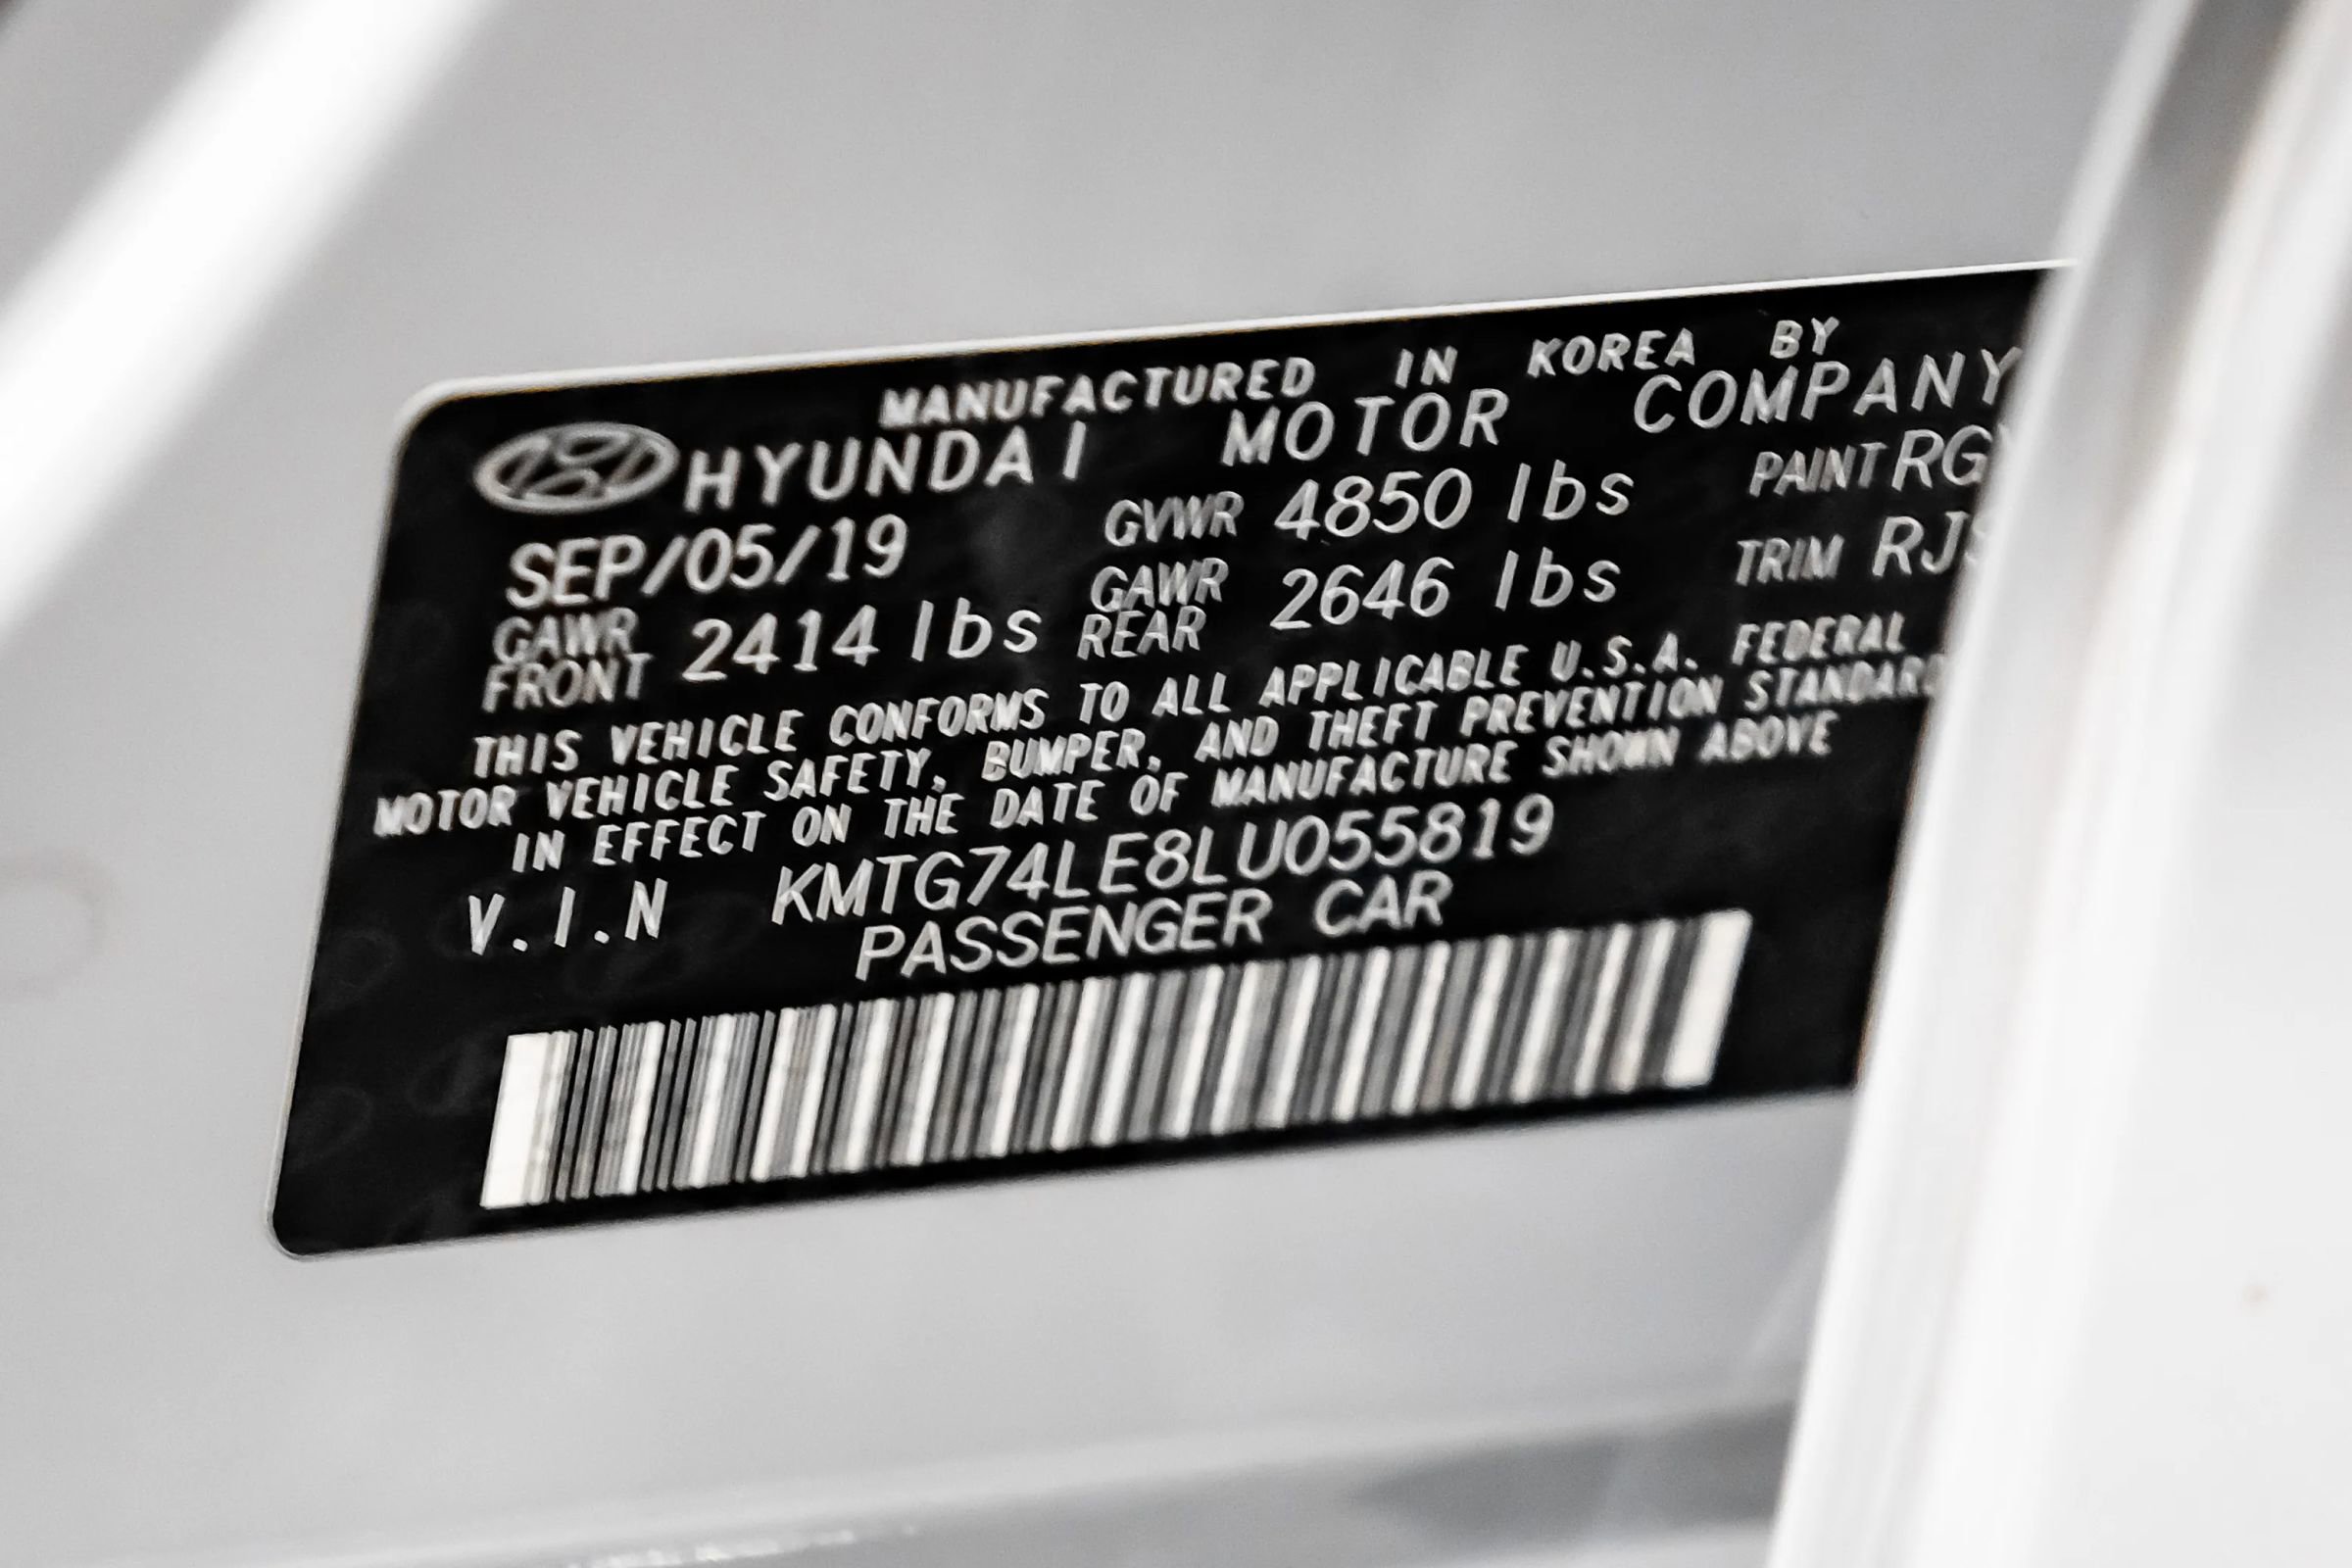 MANUFACTURED IN KOREA BY
HYUNDAI MOTOR COMPANY
SEP/05/19 GVWR 4850 lbs PAINT
GAWR FRONT 2414 lbs GAWR REAR 2646 lbs TRIM
THIS VEHICLE CONFORMS TO ALL APPLICABLE U.S.A. FEDERAL
MOTOR VEHICLE SAFETY, BUMPER, AND THEFT PREVENTION STANDARD
IN EFFECT ON THE DATE OF MANUFACTURE SHOWN ABOVE
V.I.N KMTG74LE8LU055819
PASSENGER CAR